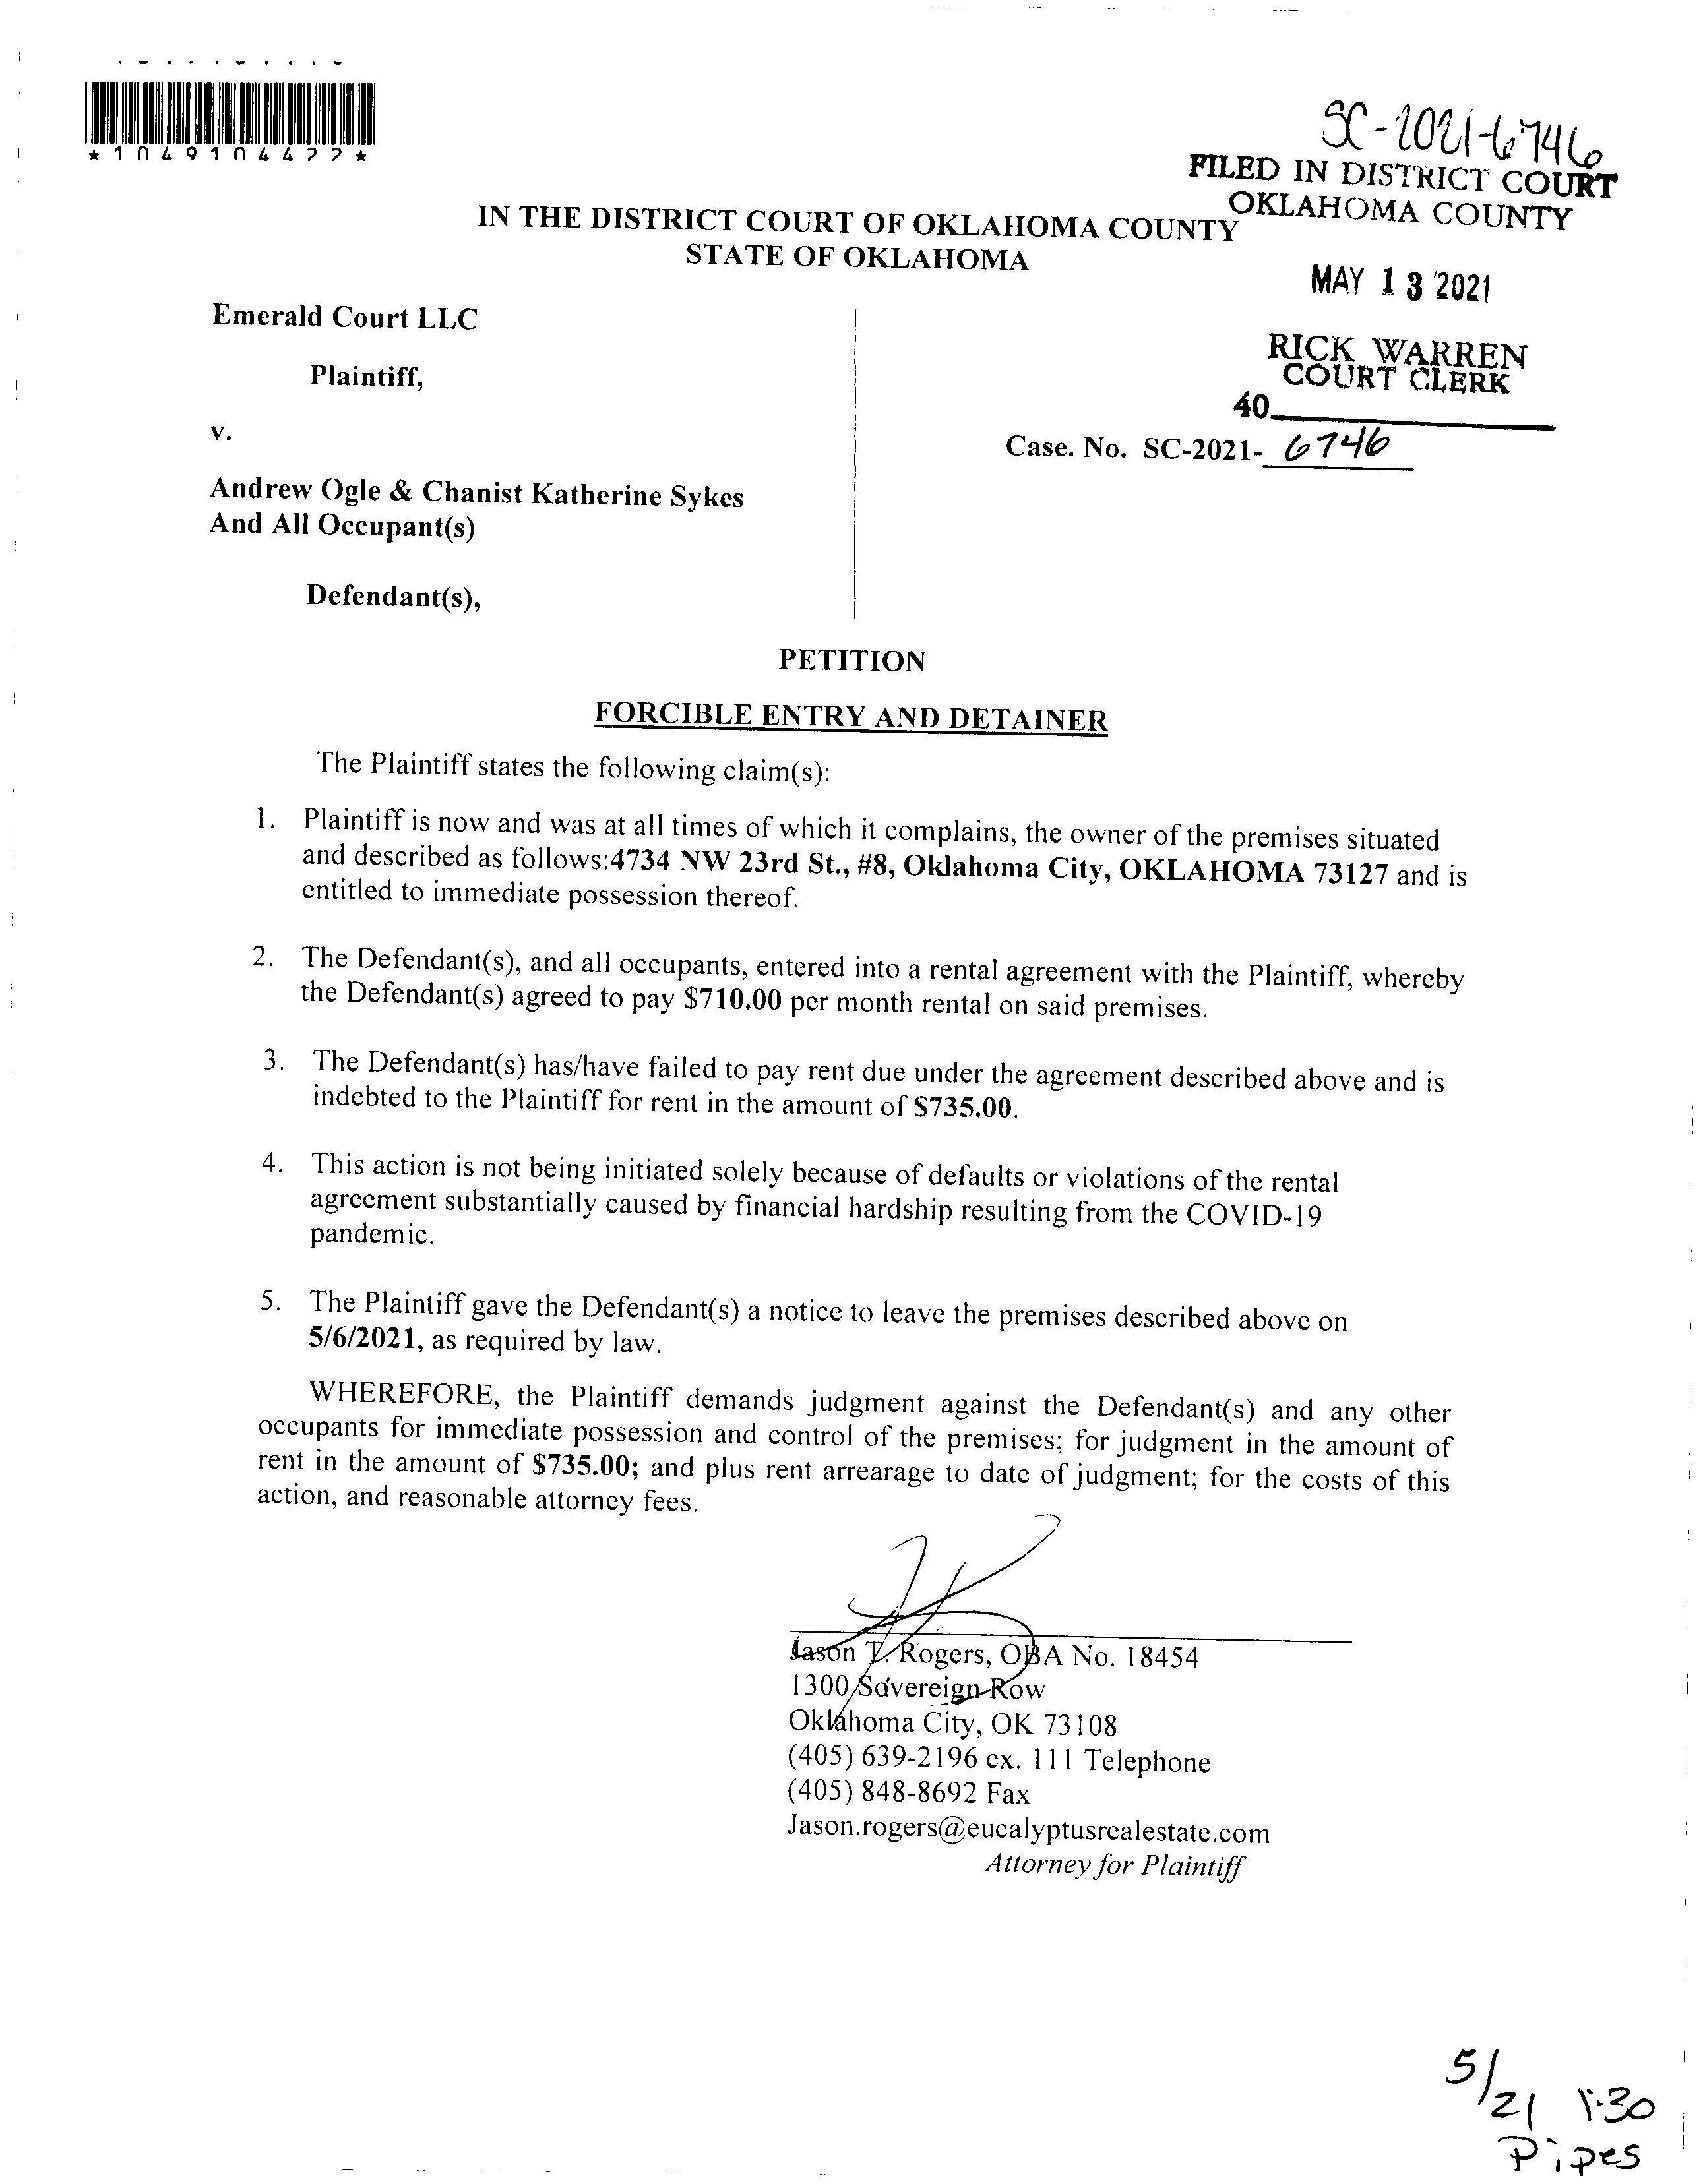 *1049104422*
SC-2021-6746
FILED IN DISTRICT COURT
OKLAHOMA COUNTY
IN THE DISTRICT COURT OF OKLAHOMA COUNTY
STATE OF OKLAHOMA
MAY 13 2021
RICK WARREN
COURT CLERK
40
Emerald Court LLC
Plaintiff,
v.
Case. No. SC-2021- 6746
Andrew Ogle & Chanist Katherine Sykes
And All Occupant(s)
Defendant(s),
PETITION
FORCIBLE ENTRY AND DETAINER
The Plaintiff states the following claim(s):
1. Plaintiff is now and was at all times of which it complains, the owner of the premises situated
and described as follows:4734 NW 23rd St., #8, Oklahoma City, OKLAHOMA 73127 and is
entitled to immediate possession thereof.
2. The Defendant(s), and all occupants, entered into a rental agreement with the Plaintiff, whereby
the Defendant(s) agreed to pay $710.00 per month rental on said premises.
3. The Defendant(s) has/have failed to pay rent due under the agreement described above and is
indebted to the Plaintiff for rent in the amount of $735.00.
4. This action is not being initiated solely because of defaults or violations of the rental
agreement substantially caused by financial hardship resulting from the COVID-19
pandemic.
5. The Plaintiff gave the Defendant(s) a notice to leave the premises described above on
5/6/2021, as required by law.
WHEREFORE, the Plaintiff demands judgment against the Defendant(s) and any other
occupants for immediate possession and control of the premises; for judgment in the amount of
rent in the amount of $735.00; and plus rent arrearage to date of judgment; for the costs of this
action, and reasonable attorney fees.
Jason T. Rogers, OBA No. 18454
1300 Sovereign Row
Oklahoma City, OK 73108
(405) 639-2196 ex. 111 Telephone
(405) 848-8692 Fax
Jason.rogers@eucalyptusrealestate.com
Attorney for Plaintiff
5/21 1:30
Pipes